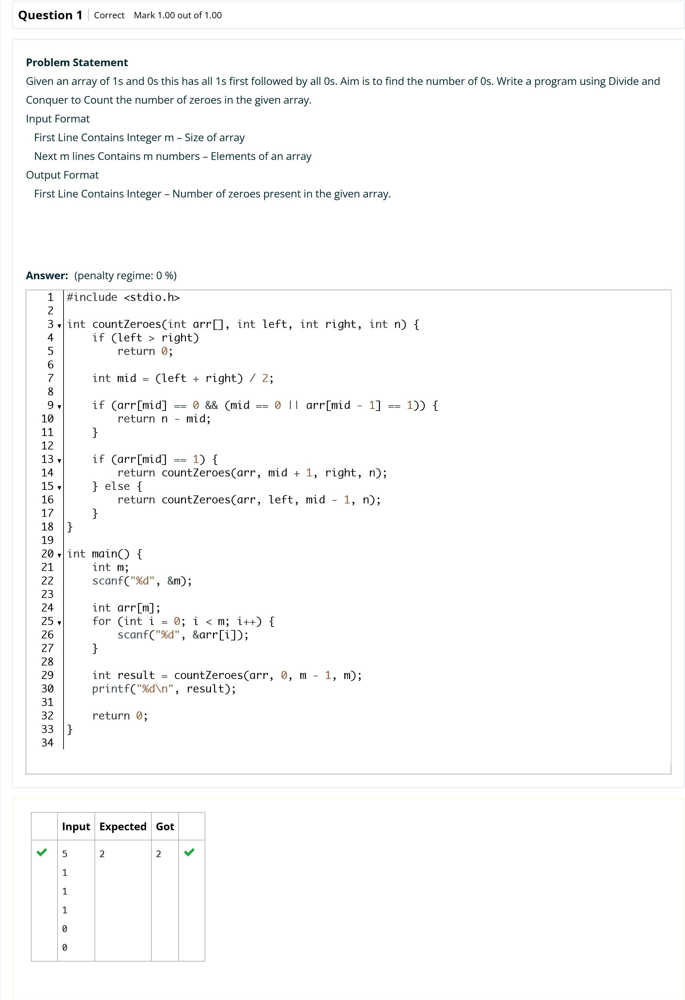 Question 1 Correct Mark 1.00 out of 1.00
Problem Statement
Given an array of 1s and 0s this has all 1s first followed by all 0s. Aim is to find the number of 0s. Write a program using Divide and
Conquer to Count the number of zeroes in the given array.
Input Format
First Line Contains Integer m – Size of array
Next m lines Contains m numbers – Elements of an array
Output Format
First Line Contains Integer – Number of zeroes present in the given array.
Answer: (penalty regime: 0 %)
1 #include <stdio.h>
2
3 int countZeroes(int arr[], int left, int right, int n) {
4     if (left > right)
5         return 0;
6
7     int mid = (left + right) / 2;
8
9     if (arr[mid] == 0 && (mid == 0 || arr[mid - 1] == 1)) {
10         return n - mid;
11     }
12
13     if (arr[mid] == 1) {
14         return countZeroes(arr, mid + 1, right, n);
15     } else {
16         return countZeroes(arr, left, mid - 1, n);
17     }
18 }
19
20 int main() {
21     int m;
22     scanf("%d", &m);
23
24     int arr[m];
25     for (int i = 0; i < m; i++) {
26         scanf("%d", &arr[i]);
27     }
28
29     int result = countZeroes(arr, 0, m - 1, m);
30     printf("%d\n", result);
31
32     return 0;
33 }
34
Input Expected Got
5 2 2
1
1
1
0
0